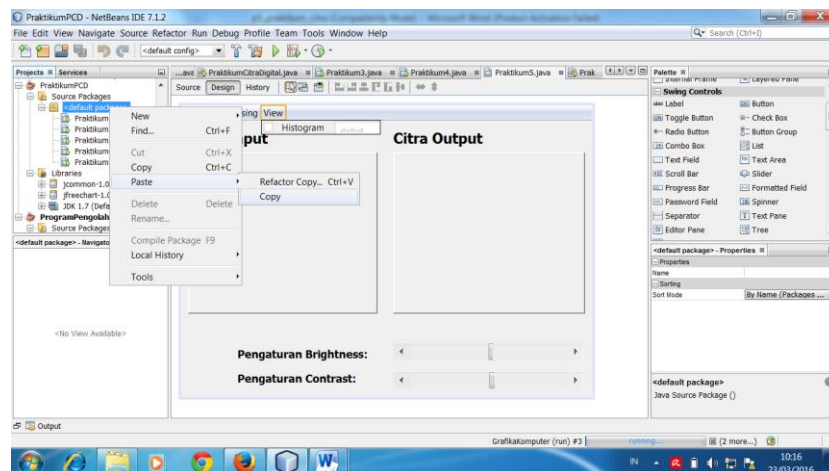 PraktikumPCD - NetBeans IDE 7.1.2
File Edit View Navigate Source Refactor Run Debug Profile Team Tools Window Help
Search (Ctrl+I)
<default config>
Projects Services
PraktikumPCD
Source Packages
<default package>
Praktikum
Praktikum
Praktikum
Praktikum
Praktikum
Libraries
jcommon-1.0
jfreechart-1.0
JDK 1.7 (Defa
ProgramPengolah
Source Packages
<default package> - Navigato
<No View Available>
New
Find... Ctrl+F
Cut Ctrl+X
Copy Ctrl+C
Paste
Delete Delete
Rename...
Compile Package F9
Local History
Tools
Refactor Copy... Ctrl+V
Copy
...ava PraktikumCitraDigital.java Praktikum3.java Praktikum4.java Praktikum5.java Prak
Source Design History
sing View
Histogram shortcut
put
Citra Output
Pengaturan Brightness:
Pengaturan Contrast:
Palette
Internal Frame Layered Pane
Swing Controls
Label Button
Toggle Button Check Box
Radio Button Button Group
Combo Box List
Text Field Text Area
Scroll Bar Slider
Progress Bar Formatted Field
Password Field Spinner
Separator Text Pane
Editor Pane Tree
<default package> - Properties
Properties
Name
Sorting
Sort Mode By Name (Packages ...
<default package>
Java Source Package ()
Output
GrafikaKomputer (run) #3 running... (2 more...)
IN
10:16
23/03/2016